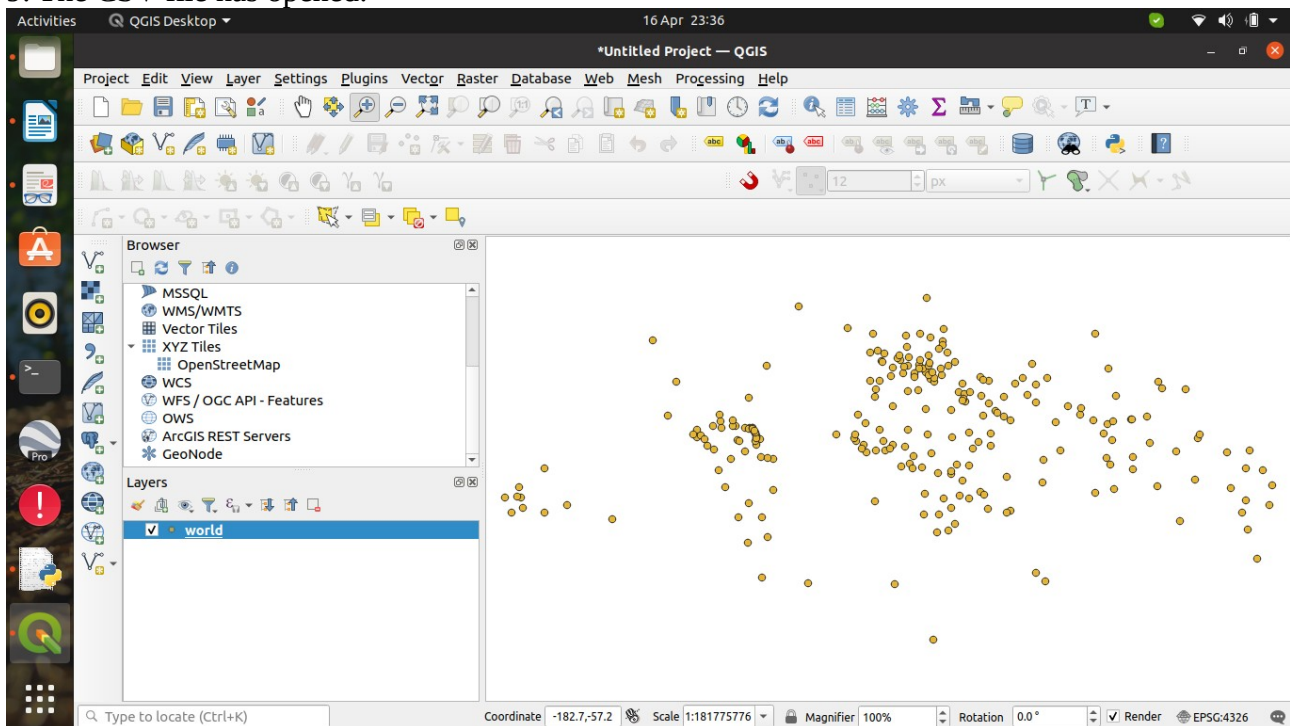 Activities QGIS Desktop 16 Apr 23:36
*Untitled Project — QGIS
Project Edit View Layer Settings Plugins Vector Raster Database Web Mesh Processing Help
12 px
Browser
MSSQL
WMS/WMTS
Vector Tiles
XYZ Tiles
OpenStreetMap
WCS
WFS / OGC API - Features
OWS
ArcGIS REST Servers
GeoNode
Layers
world
Pro
Type to locate (Ctrl+K) Coordinate -182.7,-57.2 Scale 1:181775776 Magnifier 100% Rotation 0.0 ° Render EPSG:4326